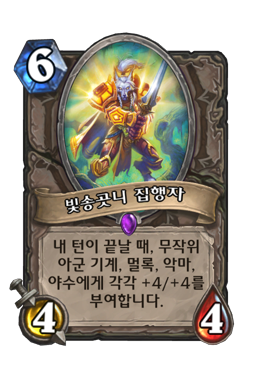 6
빛송곳니 집행자
내 턴이 끝날 때, 무작위
아군 기계, 멀록, 악마,
야수에게 각각 +4/+4를
부여합니다.
4
4